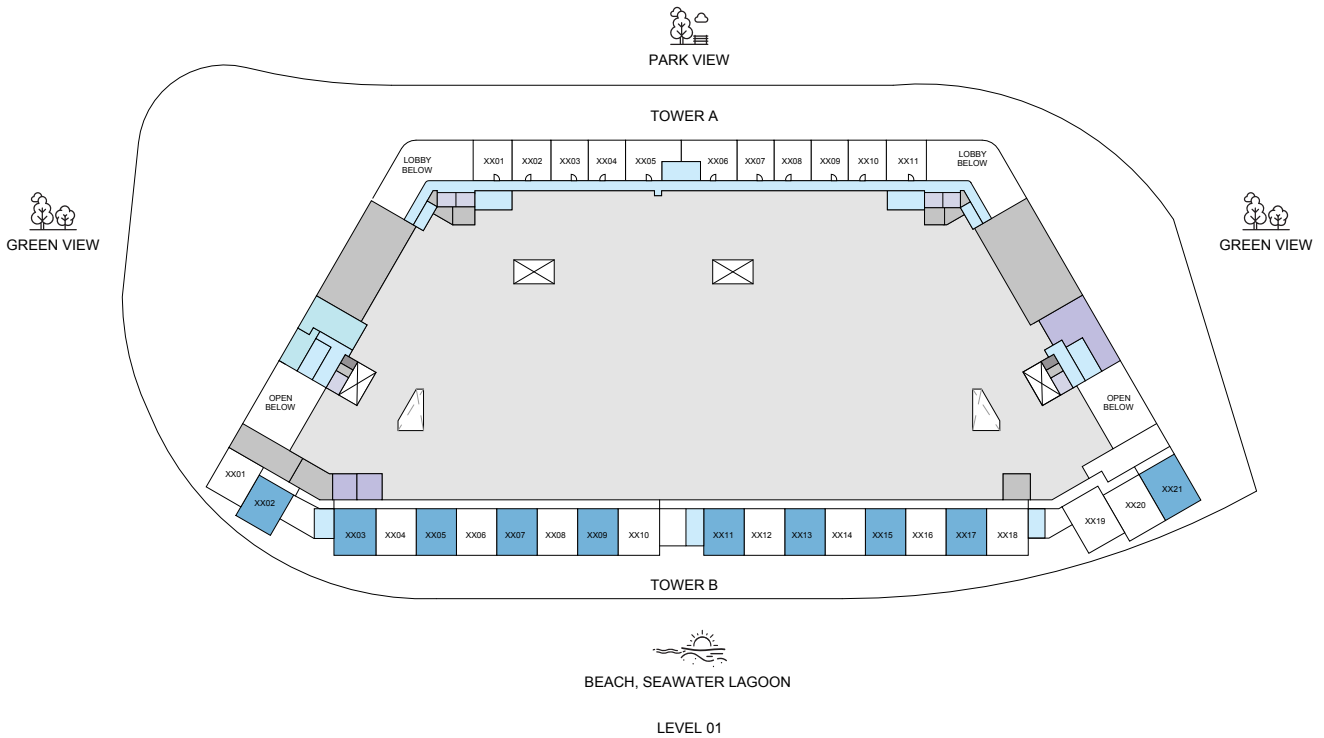 PARK VIEW
TOWER A
LOBBY
BELOW
XX01
XX02
XX03
XX04
XX05
XX06
XX07
XX08
XX09
XX10
XX11
LOBBY
BELOW
GREEN VIEW
GREEN VIEW
OPEN
BELOW
OPEN
BELOW
XX01
XX02
XX03
XX04
XX05
XX06
XX07
XX08
XX09
XX10
XX11
XX12
XX13
XX14
XX15
XX16
XX17
XX18
XX19
XX20
XX21
TOWER B
BEACH, SEAWATER LAGOON
LEVEL 01